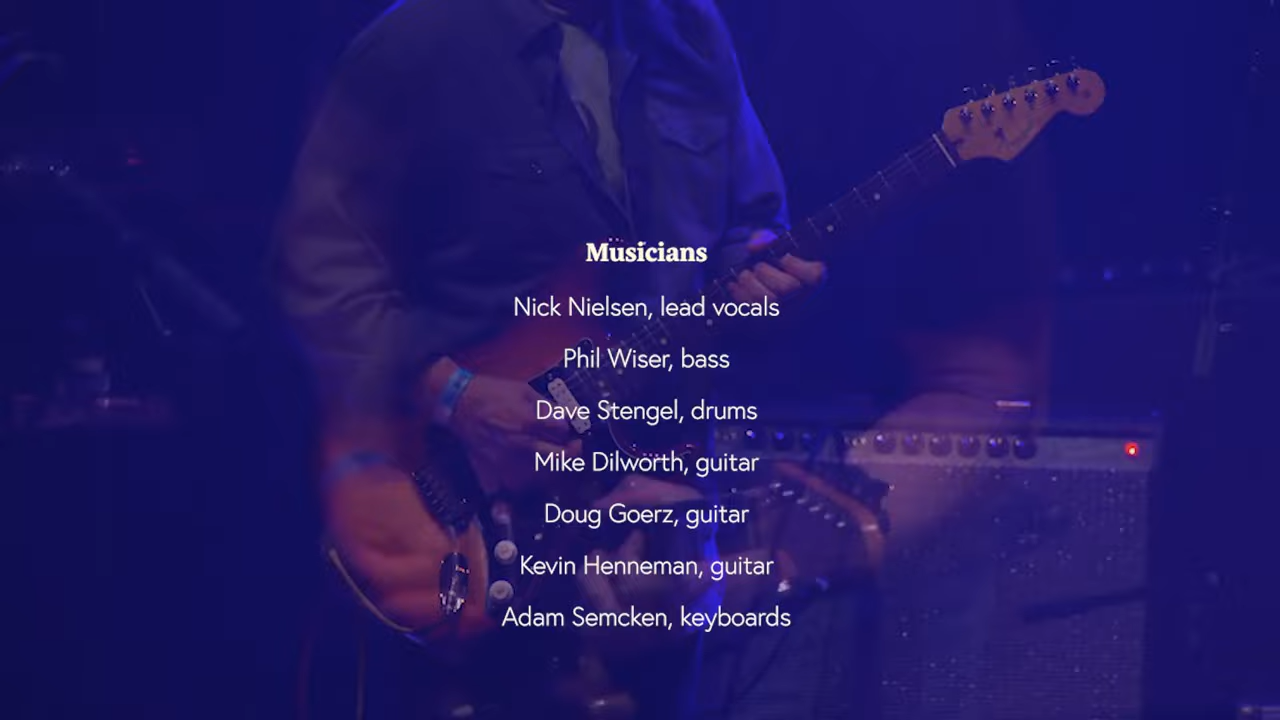 Musicians
Nick Nielsen, lead vocals
Phil Wiser, bass
Dave Stengel, drums
Mike Dilworth, guitar
Doug Goerz, guitar
Kevin Henneman, guitar
Adam Semcken, keyboards